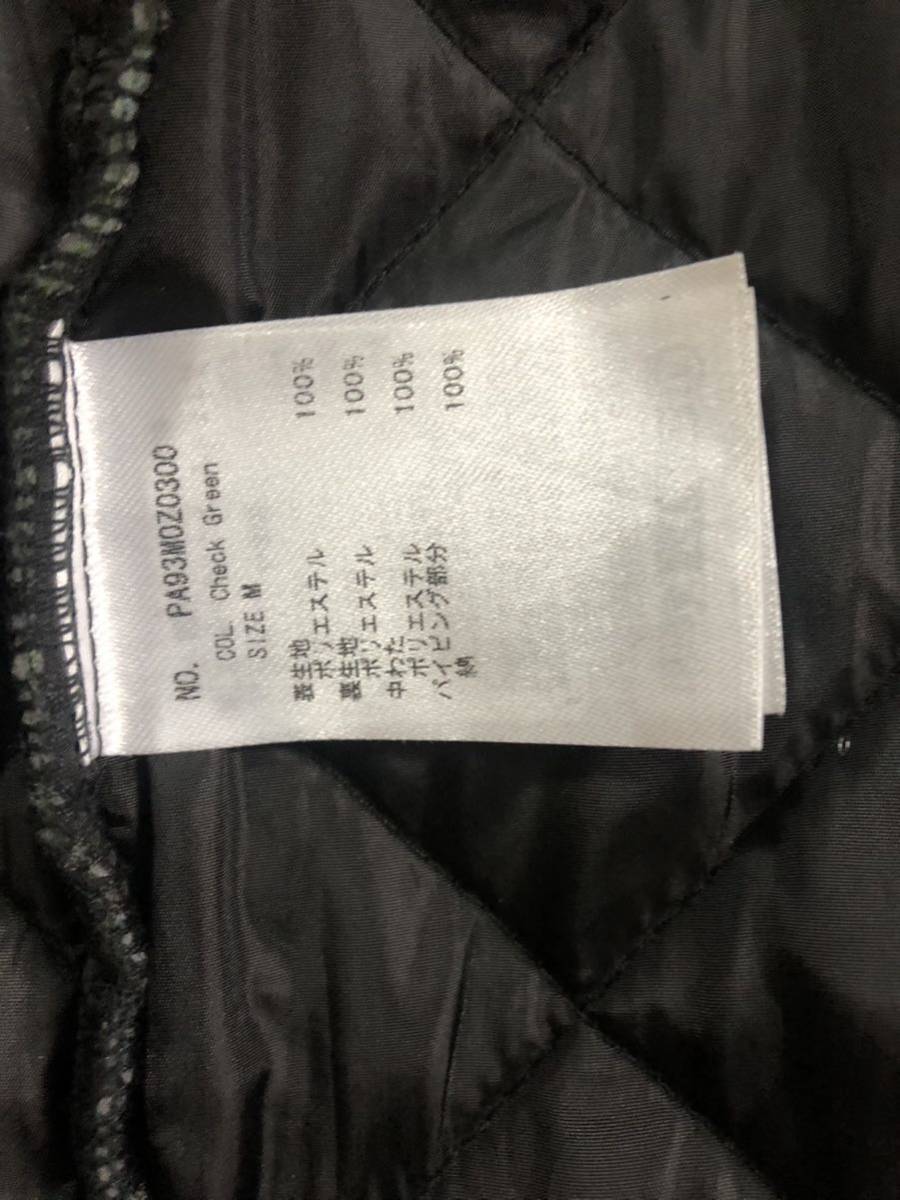 NO. PA93MOZ0300
COL. Check Green
SIZE M
表生地
ポリエステル 100%
裏生地
ポリエステル 100%
中わた
ポリエステル 100%
パイピング部分
綿 100%